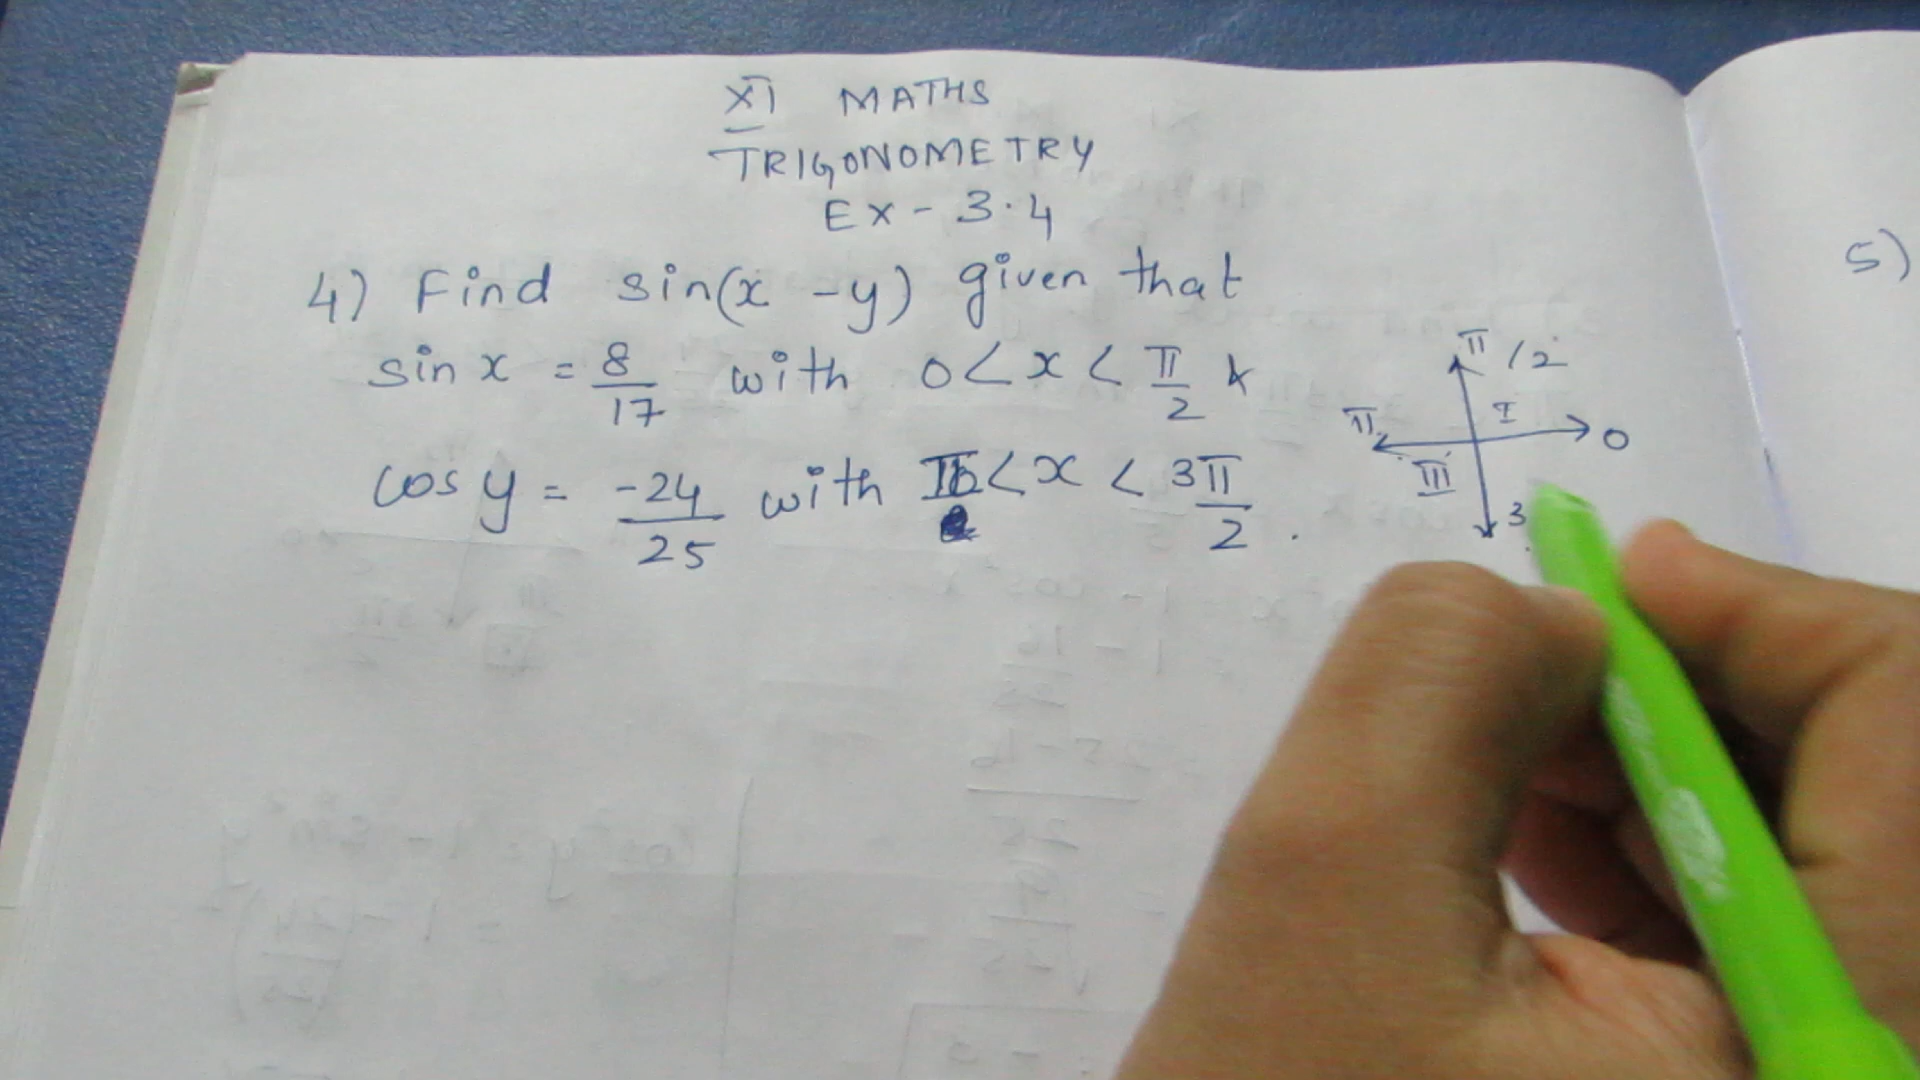 XI MATHS
TRIGONOMETRY
EX - 3.4
4) Find sin(x - y) given that
sin x = 8/17 with 0 < x < π/2 &
cos y = -24/25 with π < x < 3π/2 .
π/2
π
I
0
III
3
5)